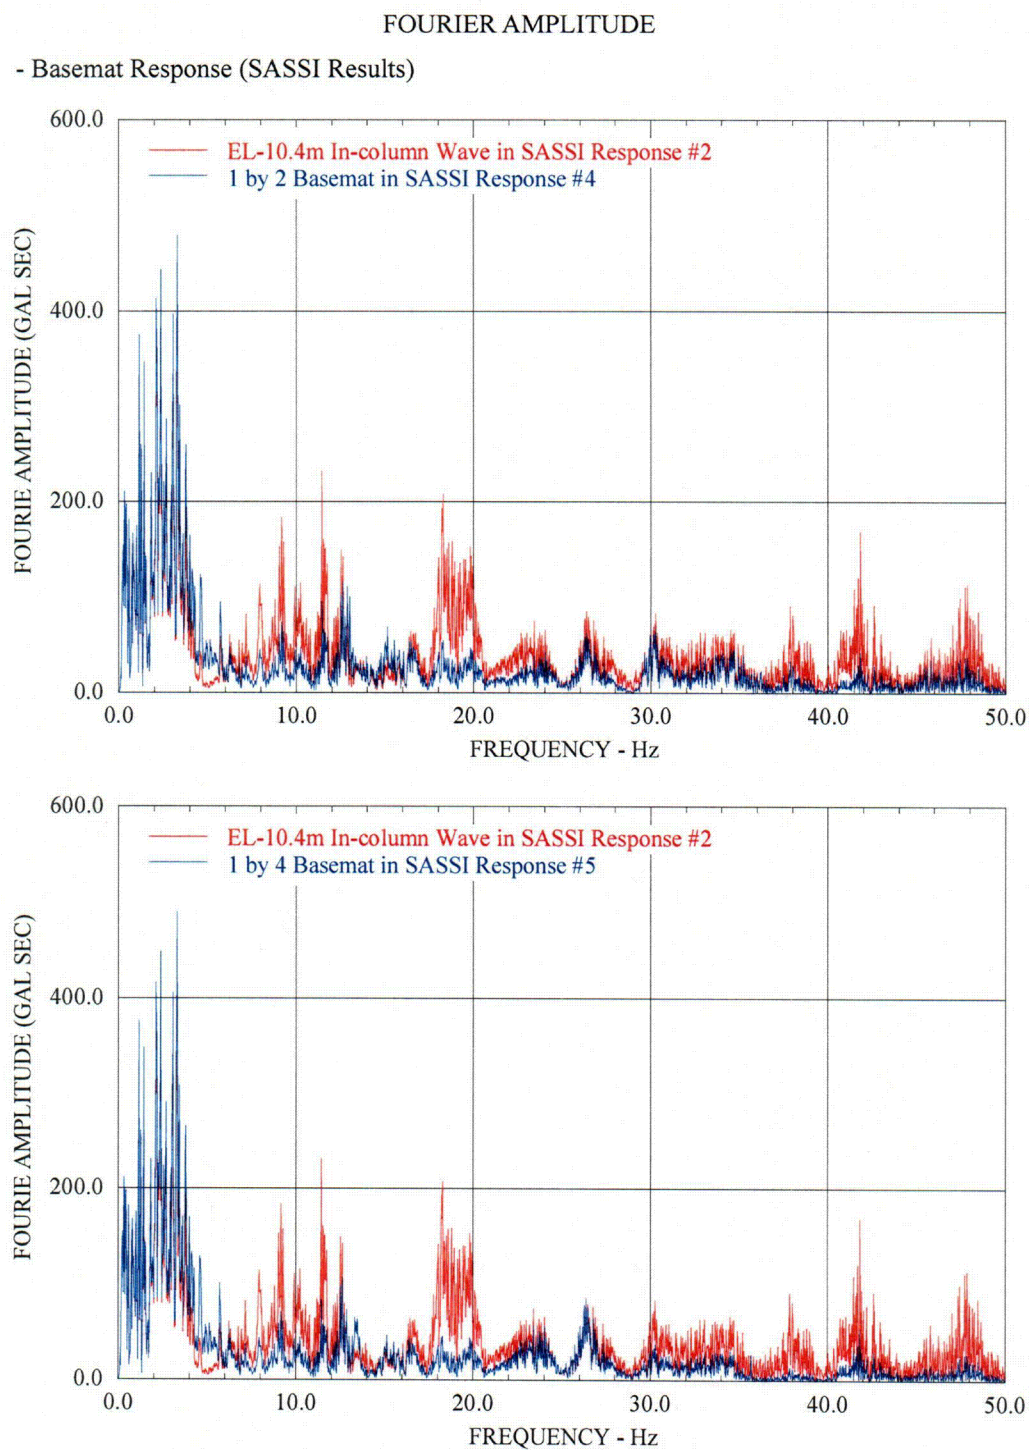 FOURIER AMPLITUDE
- Basemat Response (SASSI Results)
600.0
EL-10.4m In-column Wave in SASSI Response #2
1 by 2 Basemat in SASSI Response #4
400.0
200.0
0.0
FOURIE AMPLITUDE (GAL SEC)
0.0 10.0 20.0 30.0 40.0 50.0
FREQUENCY - Hz
600.0
EL-10.4m In-column Wave in SASSI Response #2
1 by 4 Basemat in SASSI Response #5
400.0
200.0
0.0
FOURIE AMPLITUDE (GAL SEC)
0.0 10.0 20.0 30.0 40.0 50.0
FREQUENCY - Hz